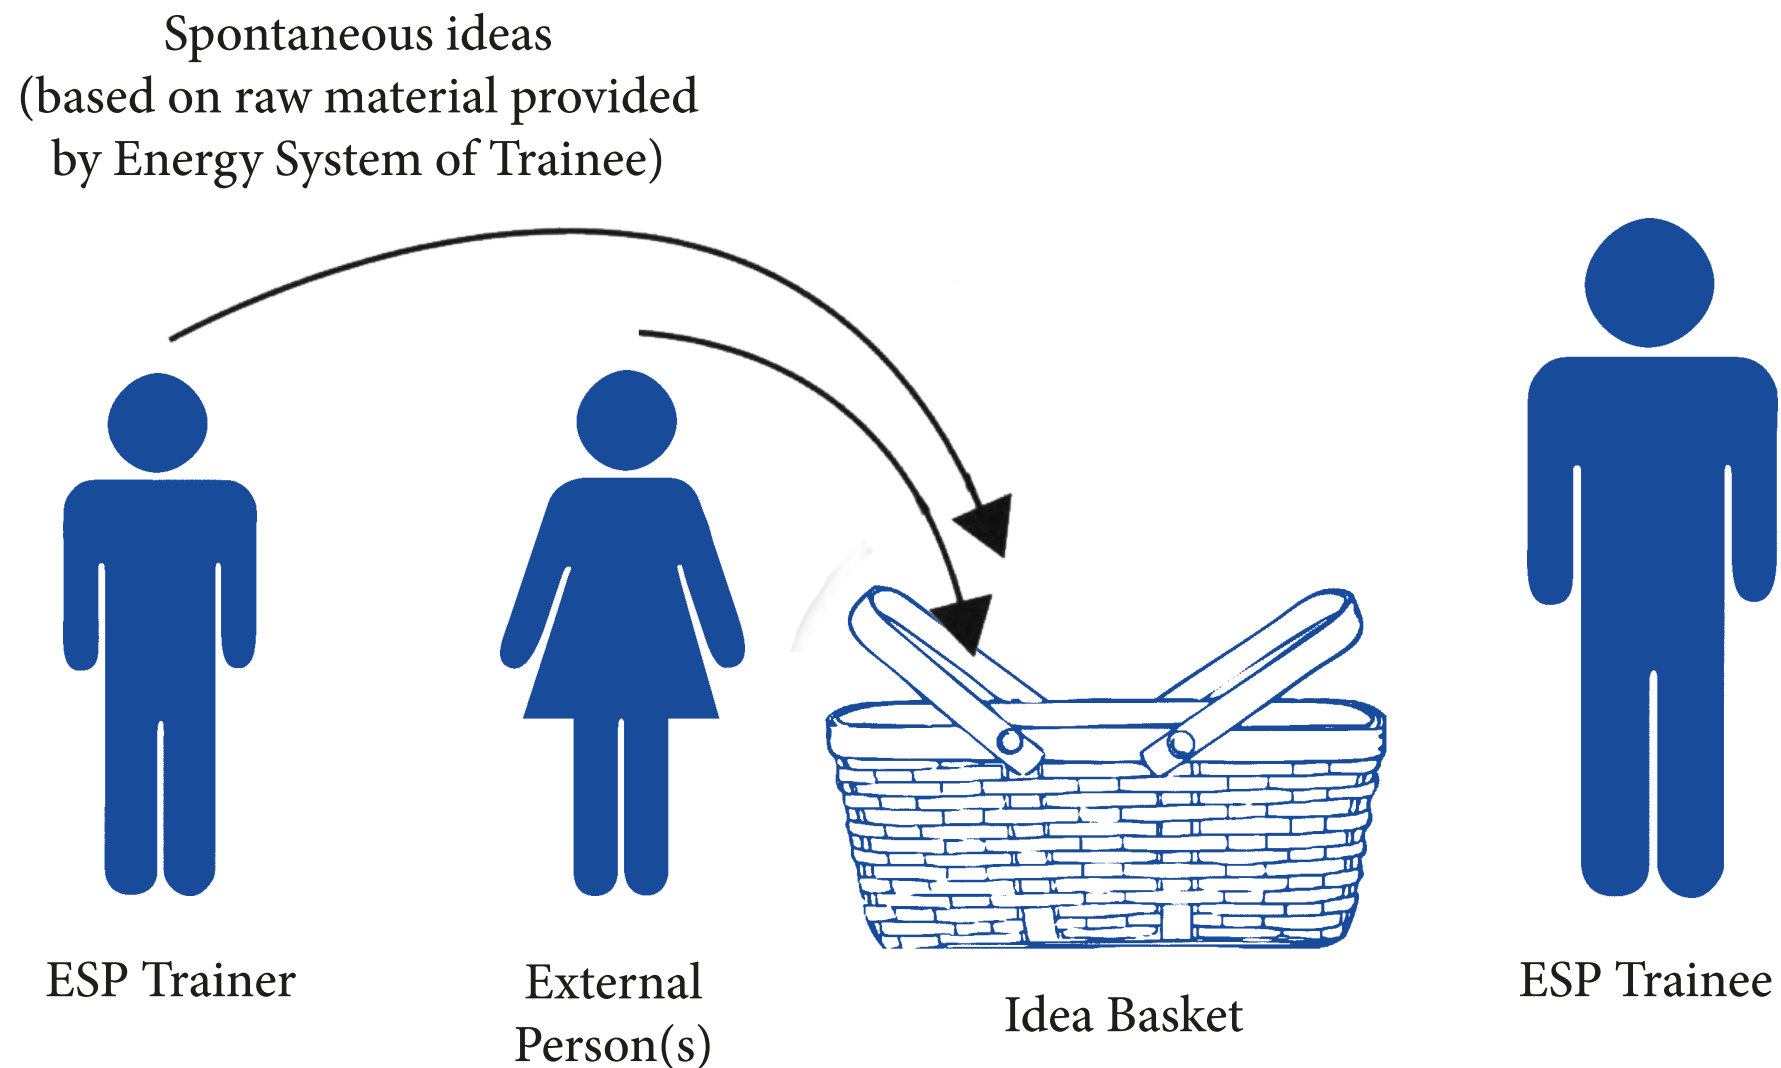 Spontaneous ideas
(based on raw material provided
by Energy System of Trainee)
ESP Trainer
External
Person(s)
Idea Basket
ESP Trainee